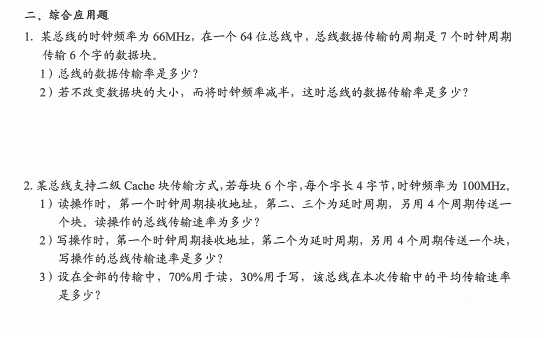 二、综合应用题
1. 某总线的时钟频率为 66MHz，在一个 64 位总线中，总线数据传输的周期是 7 个时钟周期
传输 6 个字的数据块。
1）总线的数据传输率是多少？
2）若不改变数据块的大小，而将时钟频率减半，这时总线的数据传输率是多少？
2. 某总线支持二级 Cache 块传输方式，若每块 6 个字，每个字长 4 字节，时钟频率为 100MHz。
1）读操作时，第一个时钟周期接收地址，第二、三个为延时周期，另用 4 个周期传送一
个块。读操作的总线传输速率为多少？
2）写操作时，第一个时钟周期接收地址，第二个为延时周期，另用 4 个周期传送一个块，
写操作的总线传输速率是多少？
3）设在全部的传输中，70%用于读，30%用于写，该总线在本次传输中的平均传输速率
是多少？